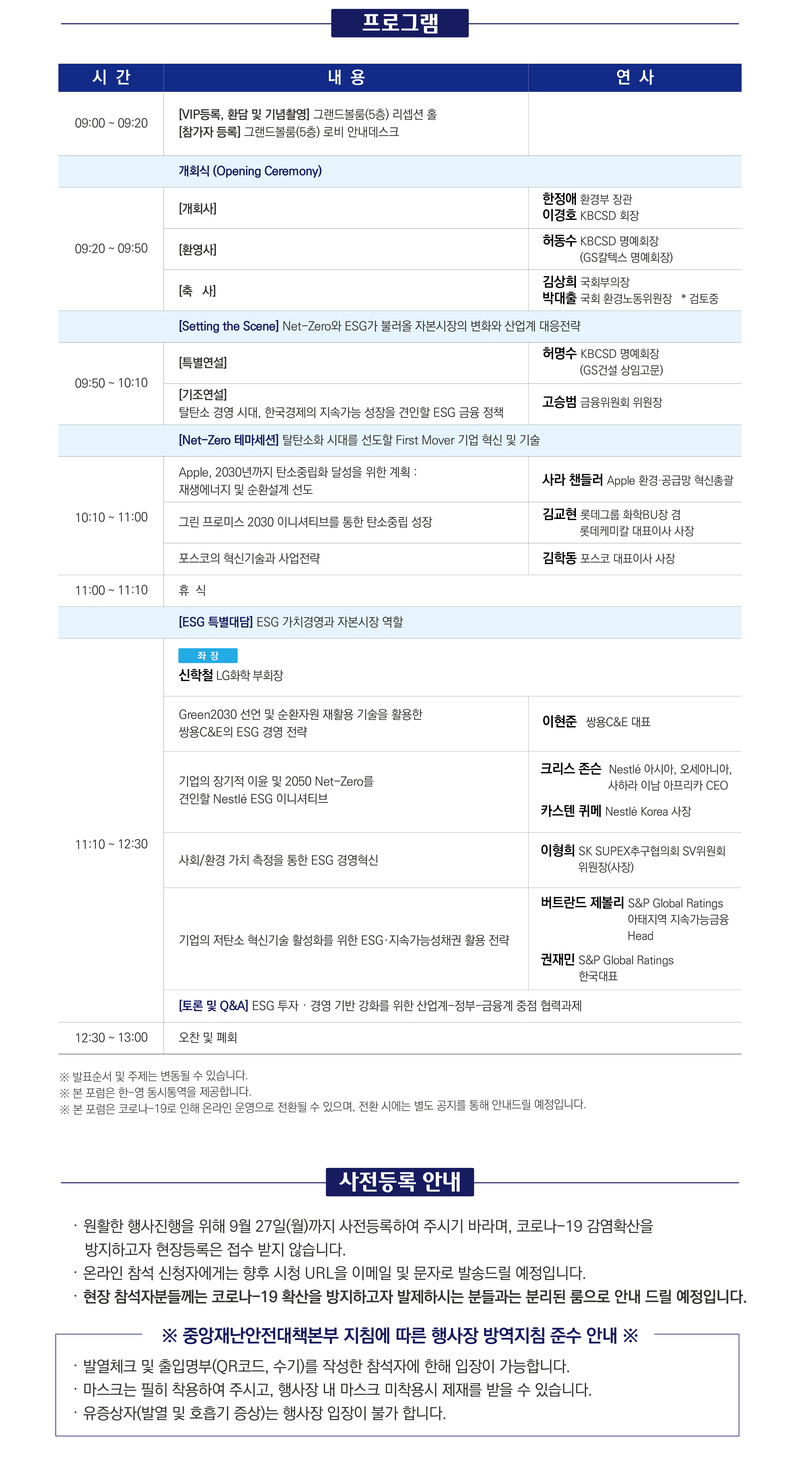 프로그램
시 간 내 용 연 사
09:00 ~ 09:20
[VIP등록, 환담 및 기념촬영] 그랜드볼룸(5층) 리셉션 홀
[참가자 등록] 그랜드볼룸(5층) 로비 안내데스크
개회식 (Opening Ceremony)
09:20 ~ 09:50
[개회사]
한정애 환경부 장관
이경호 KBCSD 회장
[환영사]
허동수 KBCSD 명예회장
(GS칼텍스 명예회장)
[축 사]
김상희 국회부의장
박대출 국회 환경노동위원장 * 검토중
[Setting the Scene] Net-Zero와 ESG가 불러올 자본시장의 변화와 산업계 대응전략
09:50 ~ 10:10
[특별연설]
허명수 KBCSD 명예회장
(GS건설 상임고문)
[기조연설]
탈탄소 경영 시대, 한국경제의 지속가능 성장을 견인할 ESG 금융 정책
고승범 금융위원회 위원장
[Net-Zero 테마세션] 탈탄소화 시대를 선도할 First Mover 기업 혁신 및 기술
10:10 ~ 11:00
Apple, 2030년까지 탄소중립화 달성을 위한 계획 :
재생에너지 및 순환설계 선도
사라 챈들러 Apple 환경·공급망 혁신총괄
그린 프로미스 2030 이니셔티브를 통한 탄소중립 성장
김교현 롯데그룹 화학BU장 겸
롯데케미칼 대표이사 사장
포스코의 혁신기술과 사업전략
김학동 포스코 대표이사 사장
11:00 ~ 11:10
휴 식
[ESG 특별대담] ESG 가치경영과 자본시장 역할
11:10 ~ 12:30
좌 장
신학철 LG화학 부회장
Green2030 선언 및 순환자원 재활용 기술을 활용한
쌍용C&E의 ESG 경영 전략
이현준 쌍용C&E 대표
기업의 장기적 이윤 및 2050 Net-Zero를
견인할 Nestlé ESG 이니셔티브
크리스 존슨 Nestlé 아시아, 오세아니아,
사하라 이남 아프리카 CEO
카스텐 퀴메 Nestlé Korea 사장
사회/환경 가치 측정을 통한 ESG 경영혁신
이형희 SK SUPEX추구협의회 SV위원회
위원장(사장)
기업의 저탄소 혁신기술 활성화를 위한 ESG·지속가능성채권 활용 전략
버트란드 제불리 S&P Global Ratings
아태지역 지속가능금융
Head
권재민 S&P Global Ratings
한국대표
[토론 및 Q&A] ESG 투자 · 경영 기반 강화를 위한 산업계-정부-금융계 중점 협력과제
12:30 ~ 13:00
오찬 및 폐회
※ 발표순서 및 주제는 변동될 수 있습니다.
※ 본 포럼은 한-영 동시통역을 제공합니다.
※ 본 포럼은 코로나-19로 인해 온라인 운영으로 전환될 수 있으며, 전환 시에는 별도 공지를 통해 안내드릴 예정입니다.
사전등록 안내
· 원활한 행사진행을 위해 9월 27일(월)까지 사전등록하여 주시기 바라며, 코로나-19 감염확산을
방지하고자 현장등록은 접수 받지 않습니다.
· 온라인 참석 신청자에게는 향후 시청 URL을 이메일 및 문자로 발송드릴 예정입니다.
· 현장 참석자분들께는 코로나-19 확산을 방지하고자 발제하시는 분들과는 분리된 룸으로 안내 드릴 예정입니다.
※ 중앙재난안전대책본부 지침에 따른 행사장 방역지침 준수 안내 ※
· 발열체크 및 출입명부(QR코드, 수기)를 작성한 참석자에 한해 입장이 가능합니다.
· 마스크는 필히 착용하여 주시고, 행사장 내 마스크 미착용시 제재를 받을 수 있습니다.
· 유증상자(발열 및 호흡기 증상)는 행사장 입장이 불가 합니다.